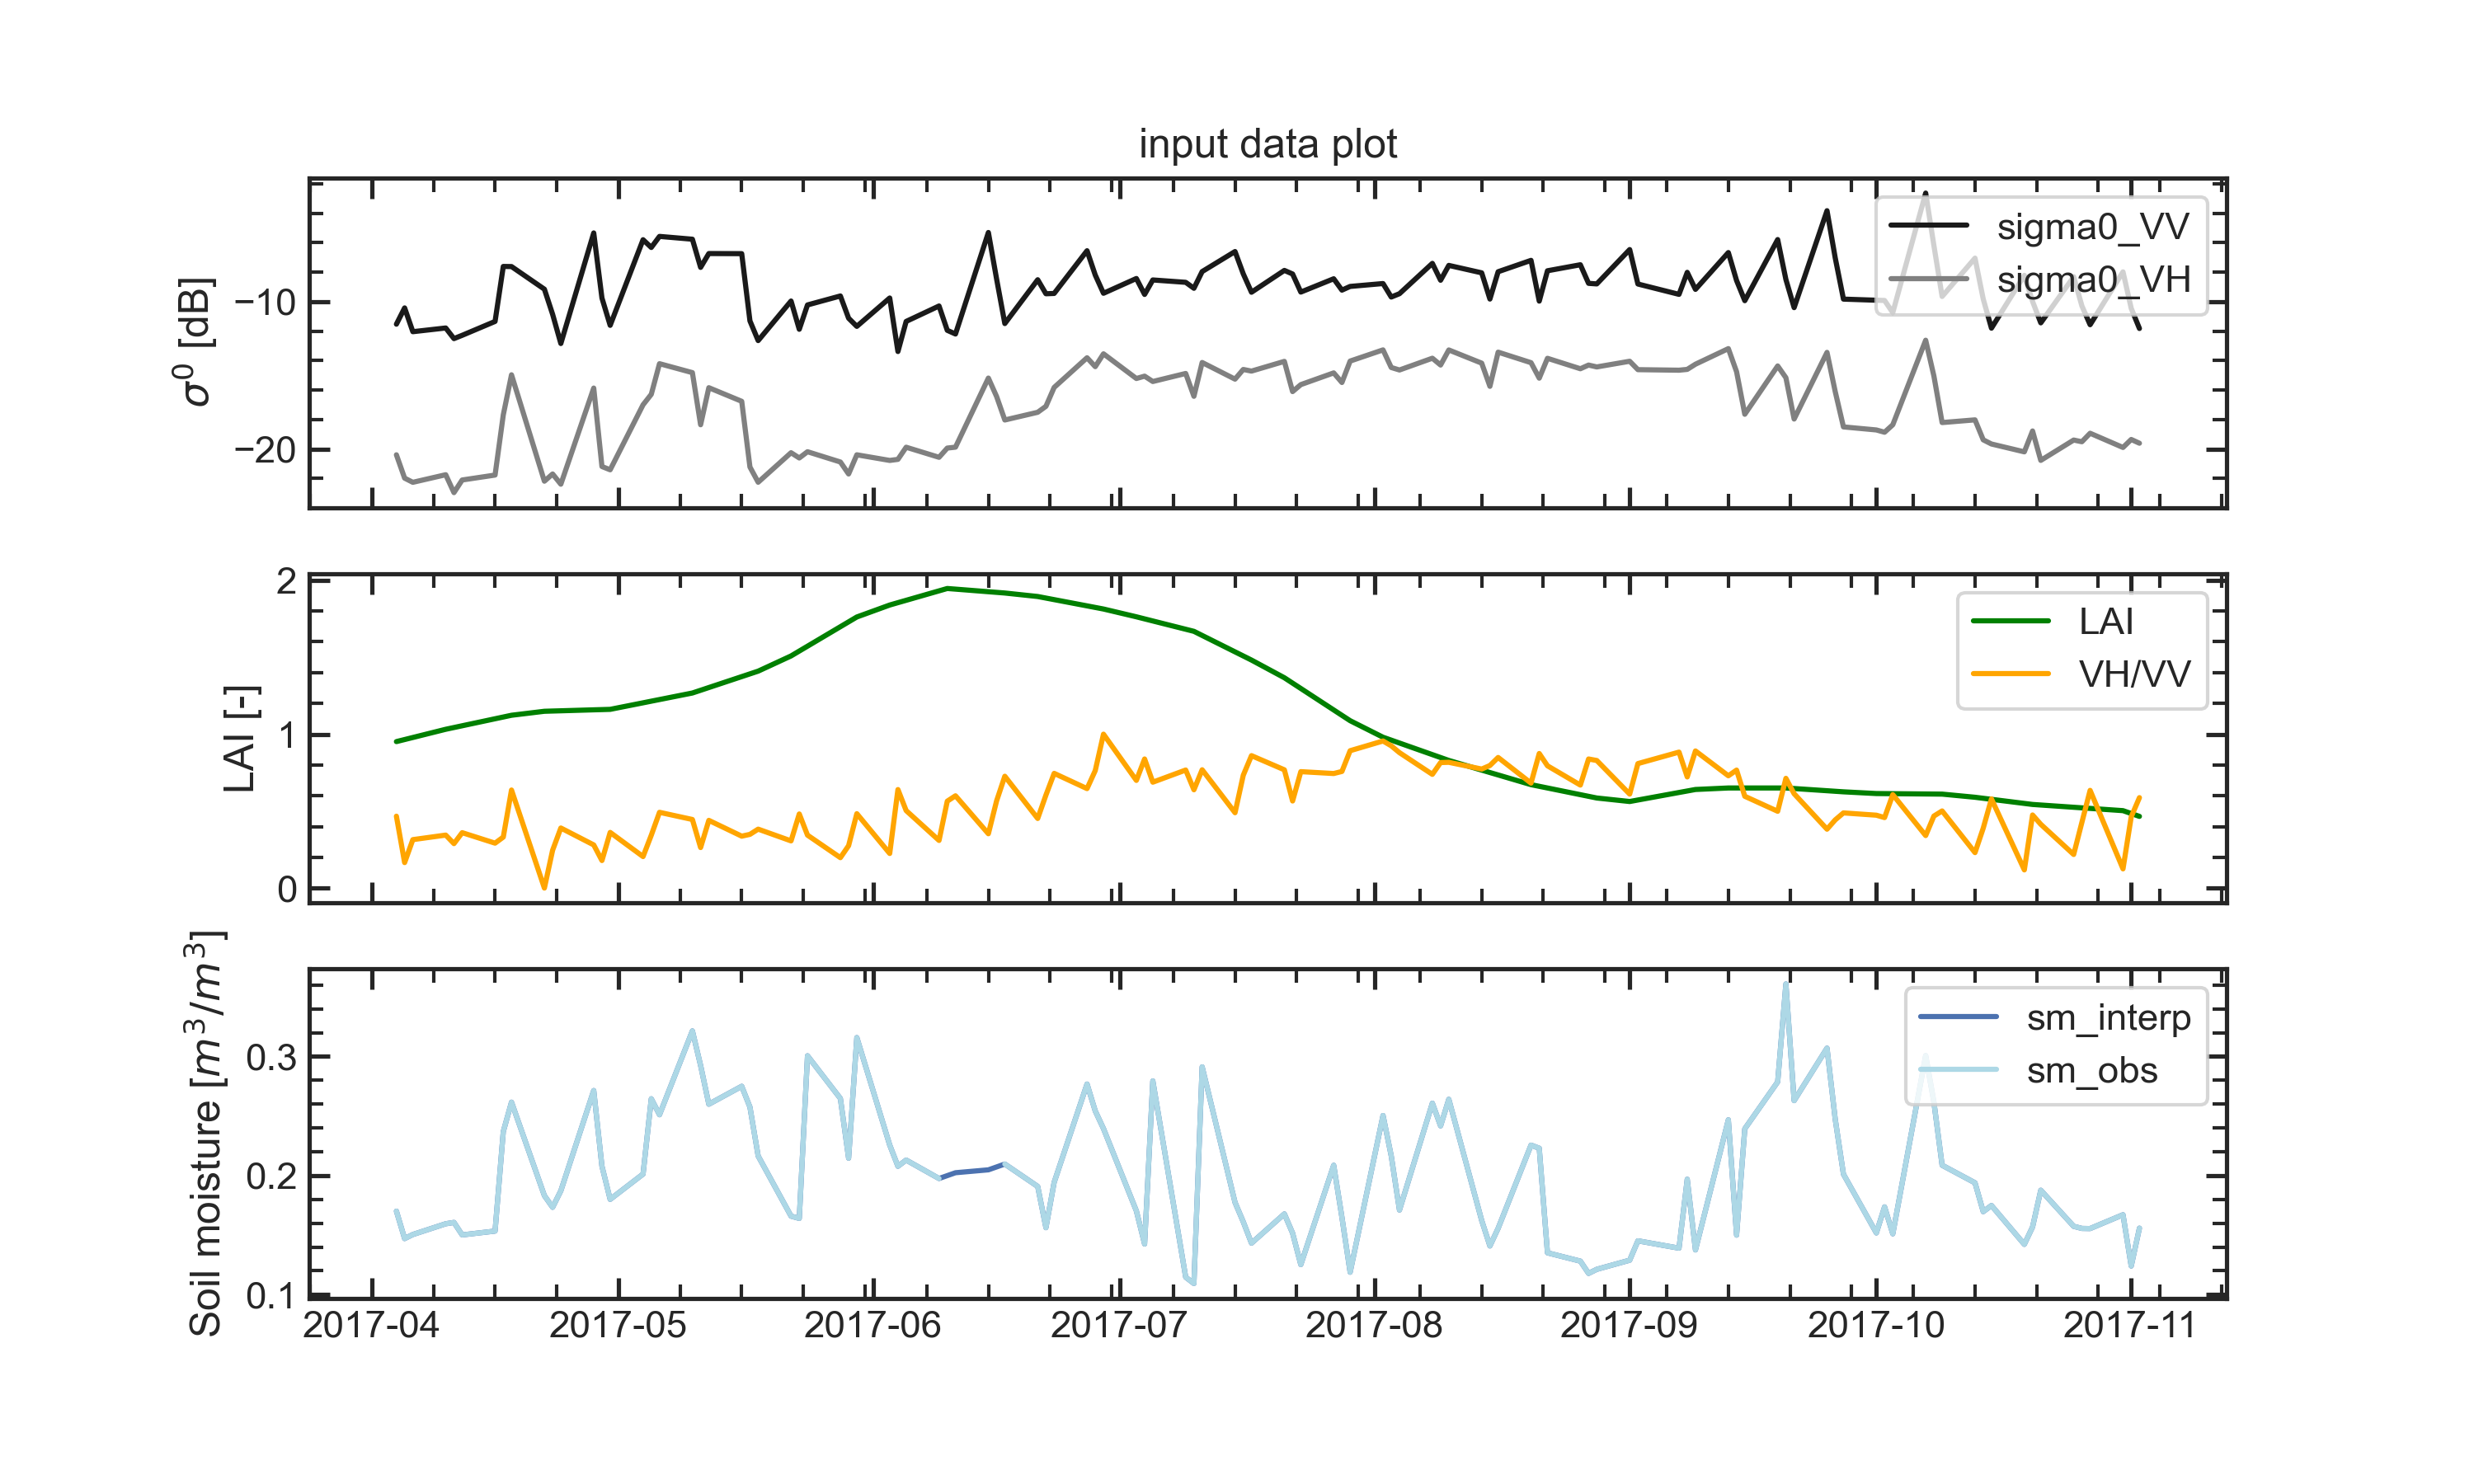 input data plot
σ⁰ [dB]
−10
−20
sigma0_VV
sigma0_VH
LAI [-]
2
1
0
LAI
VH/VV
Soil moisture [m³/m³]
0.3
0.2
0.1
sm_interp
sm_obs
2017-04 2017-05 2017-06 2017-07 2017-08 2017-09 2017-10 2017-11